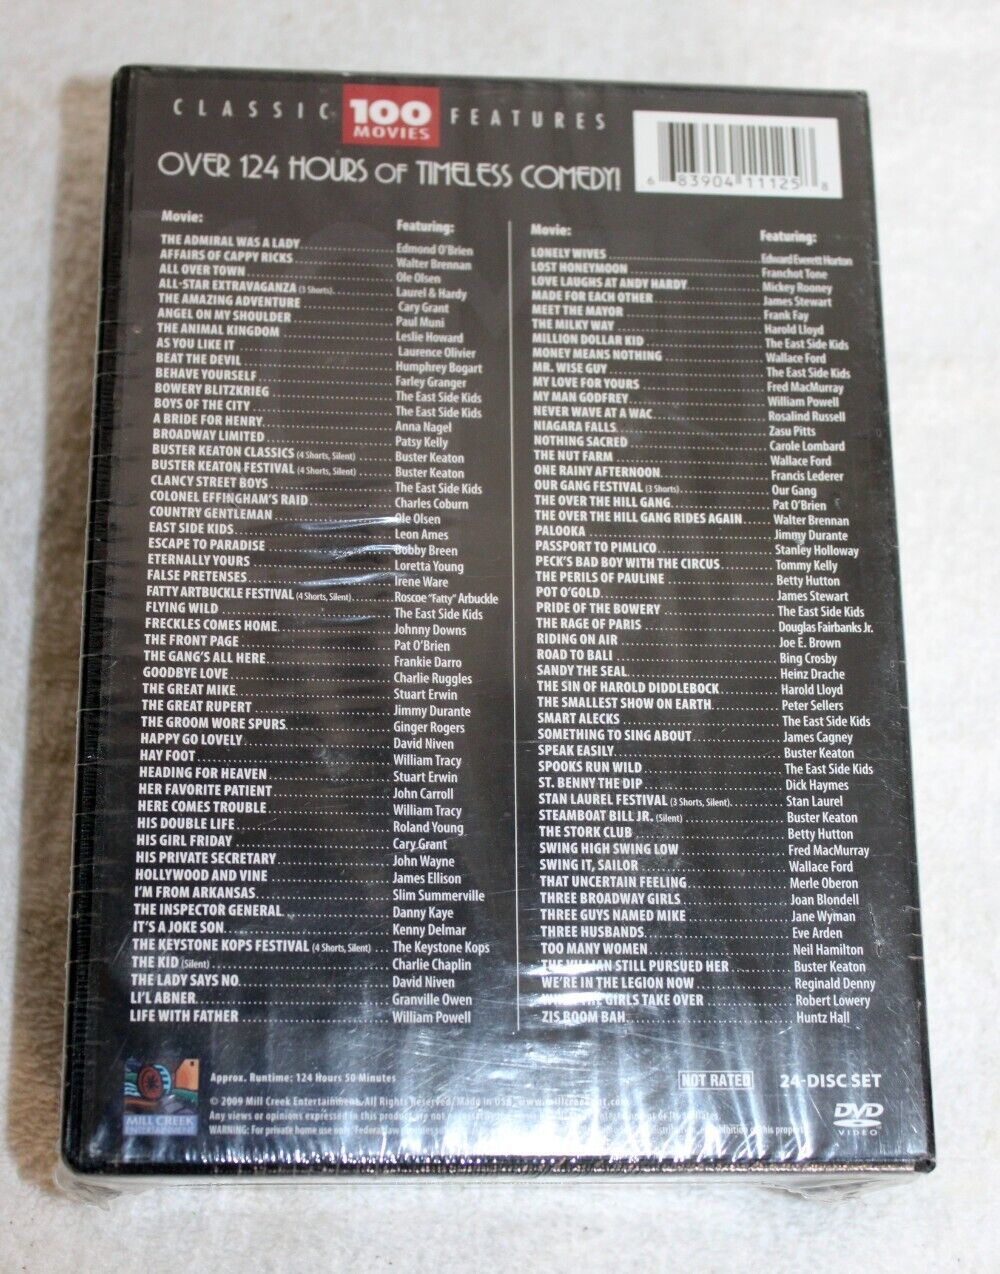 CLASSIC 100 MOVIES FEATURES
OVER 124 HOURS OF TIMELESS COMEDY!
6 83904 11125 8
Movie: Featuring:
THE ADMIRAL WAS A LADY Edmond O'Brien
AFFAIRS OF CAPPY RICKS Walter Brennan
ALL OVER TOWN Ole Olsen
ALL-STAR EXTRAVAGANZA (3 Shorts) Laurel & Hardy
THE AMAZING ADVENTURE Cary Grant
ANGEL ON MY SHOULDER Paul Muni
THE ANIMAL KINGDOM Leslie Howard
AS YOU LIKE IT Laurence Olivier
BEAT THE DEVIL Humphrey Bogart
BEHAVE YOURSELF Farley Granger
BOWERY BLITZKRIEG The East Side Kids
BOYS OF THE CITY The East Side Kids
A BRIDE FOR HENRY Anna Nagel
BROADWAY LIMITED Patsy Kelly
BUSTER KEATON CLASSICS (4 Shorts, Silent) Buster Keaton
BUSTER KEATON FESTIVAL (4 Shorts, Silent) Buster Keaton
CLANCY STREET BOYS The East Side Kids
COLONEL EFFINGHAM'S RAID Charles Coburn
COUNTRY GENTLEMAN Ole Olsen
EAST SIDE KIDS Leon Ames
ESCAPE TO PARADISE Bobby Breen
ETERNALLY YOURS Loretta Young
FALSE PRETENSES Irene Ware
FATTY ARTBUCKLE FESTIVAL (4 Shorts, Silent) Roscoe "Fatty" Arbuckle
FLYING WILD The East Side Kids
FRECKLES COMES HOME Johnny Downs
THE FRONT PAGE Pat O'Brien
THE GANG'S ALL HERE Frankie Darro
GOODBYE LOVE Charlie Ruggles
THE GREAT MIKE Stuart Erwin
THE GREAT RUPERT Jimmy Durante
THE GROOM WORE SPURS Ginger Rogers
HAPPY GO LOVELY David Niven
HAY FOOT William Tracy
HEADING FOR HEAVEN Stuart Erwin
HER FAVORITE PATIENT John Carroll
HERE COMES TROUBLE William Tracy
HIS DOUBLE LIFE Roland Young
HIS GIRL FRIDAY Cary Grant
HIS PRIVATE SECRETARY John Wayne
HOLLYWOOD AND VINE James Ellison
I'M FROM ARKANSAS Slim Summerville
THE INSPECTOR GENERAL Danny Kaye
IT'S A JOKE SON Kenny Delmar
THE KEYSTONE KOPS FESTIVAL (4 Shorts, Silent) The Keystone Kops
THE KID (Silent) Charlie Chaplin
THE LADY SAYS NO David Niven
LI'L ABNER Granville Owen
LIFE WITH FATHER William Powell
Movie: Featuring:
LONELY WIVES Edward Everett Horton
LOST HONEYMOON Franchot Tone
LOVE LAUGHS AT ANDY HARDY Mickey Rooney
MADE FOR EACH OTHER James Stewart
MEET THE MAYOR Frank Fay
THE MILKY WAY Harold Lloyd
MILLION DOLLAR KID The East Side Kids
MONEY MEANS NOTHING Wallace Ford
MR. WISE GUY The East Side Kids
MY LOVE FOR YOURS Fred MacMurray
MY MAN GODFREY William Powell
NEVER WAVE AT A WAC Rosalind Russell
NIAGARA FALLS Zasu Pitts
NOTHING SACRED Carole Lombard
THE NUT FARM Wallace Ford
ONE RAINY AFTERNOON Francis Lederer
OUR GANG FESTIVAL (3 Shorts) Our Gang
THE OVER THE HILL GANG Pat O'Brien
THE OVER THE HILL GANG RIDES AGAIN Walter Brennan
PALOOKA Jimmy Durante
PASSPORT TO PIMLICO Stanley Holloway
PECK'S BAD BOY WITH THE CIRCUS Tommy Kelly
THE PERILS OF PAULINE Betty Hutton
POT O'GOLD James Stewart
PRIDE OF THE BOWERY The East Side Kids
THE RAGE OF PARIS Douglas Fairbanks Jr.
RIDING ON AIR Joe E. Brown
ROAD TO BALI Bing Crosby
SANDY THE SEAL Heinz Drache
THE SIN OF HAROLD DIDDLEBOCK Harold Lloyd
THE SMALLEST SHOW ON EARTH Peter Sellers
SMART ALECKS The East Side Kids
SOMETHING TO SING ABOUT James Cagney
SPEAK EASILY Buster Keaton
SPOOKS RUN WILD The East Side Kids
ST. BENNY THE DIP Dick Haymes
STAN LAUREL FESTIVAL (3 Shorts, Silent) Stan Laurel
STEAMBOAT BILL JR. (Silent) Buster Keaton
THE STORK CLUB Betty Hutton
SWING HIGH SWING LOW Fred MacMurray
SWING IT, SAILOR Wallace Ford
THAT UNCERTAIN FEELING Merle Oberon
THREE BROADWAY GIRLS Joan Blondell
THREE GUYS NAMED MIKE Jane Wyman
THREE HUSBANDS Eve Arden
TOO MANY WOMEN Neil Hamilton
THE VILLIAN STILL PURSUED HER Buster Keaton
WE'RE IN THE LEGION NOW Reginald Denny
WHEN THE GIRLS TAKE OVER Robert Lowery
ZIS BOOM BAH Huntz Hall
MILL CREEK ENTERTAINMENT
Approx. Runtime: 124 Hours 50 Minutes
NOT RATED 24-DISC SET
© 2009 Mill Creek Entertainment. All Rights Reserved/Made in USA. www.millcreekent.com
Any views or opinions expressed in this product are not necessarily
WARNING: For private home use only. Federal law
DVD VIDEO